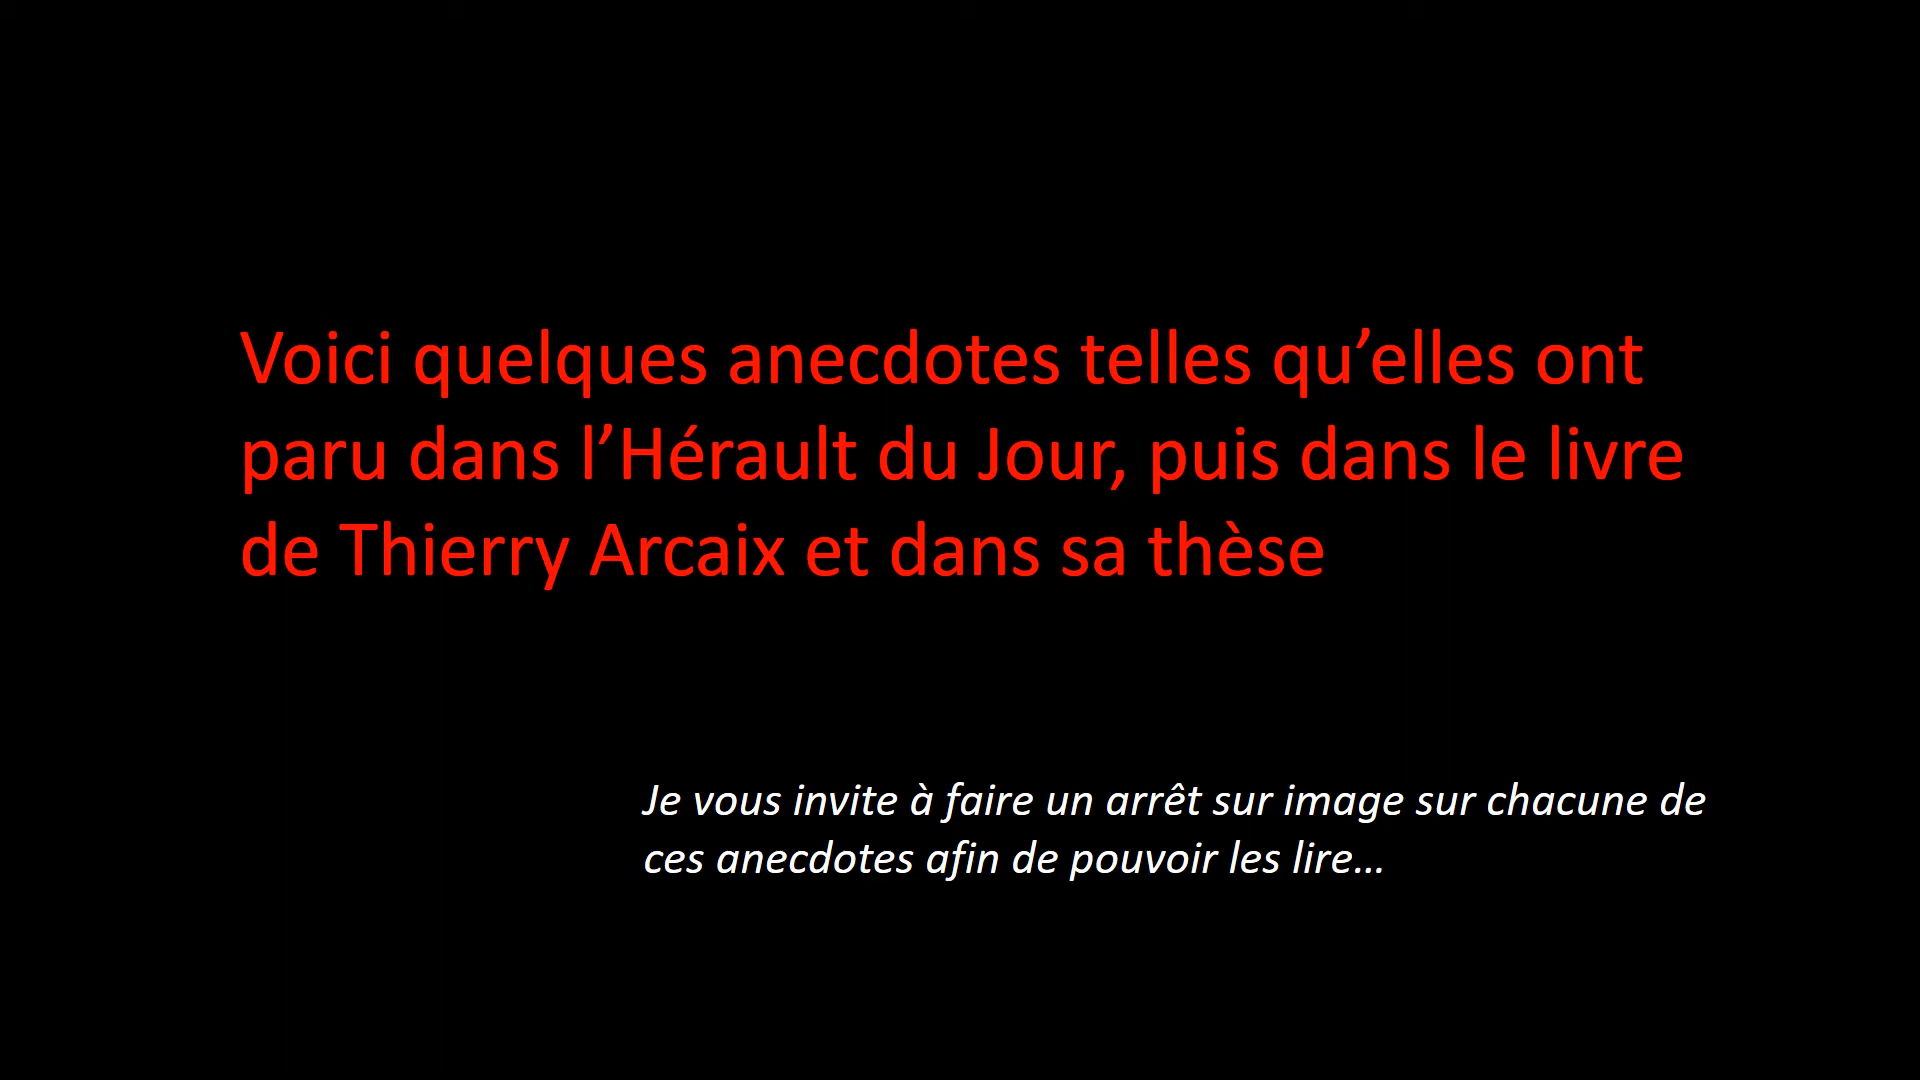 Voici quelques anecdotes telles qu’elles ont
paru dans l’Hérault du Jour, puis dans le livre
de Thierry Arcaix et dans sa thèse
Je vous invite à faire un arrêt sur image sur chacune de
ces anecdotes afin de pouvoir les lire…